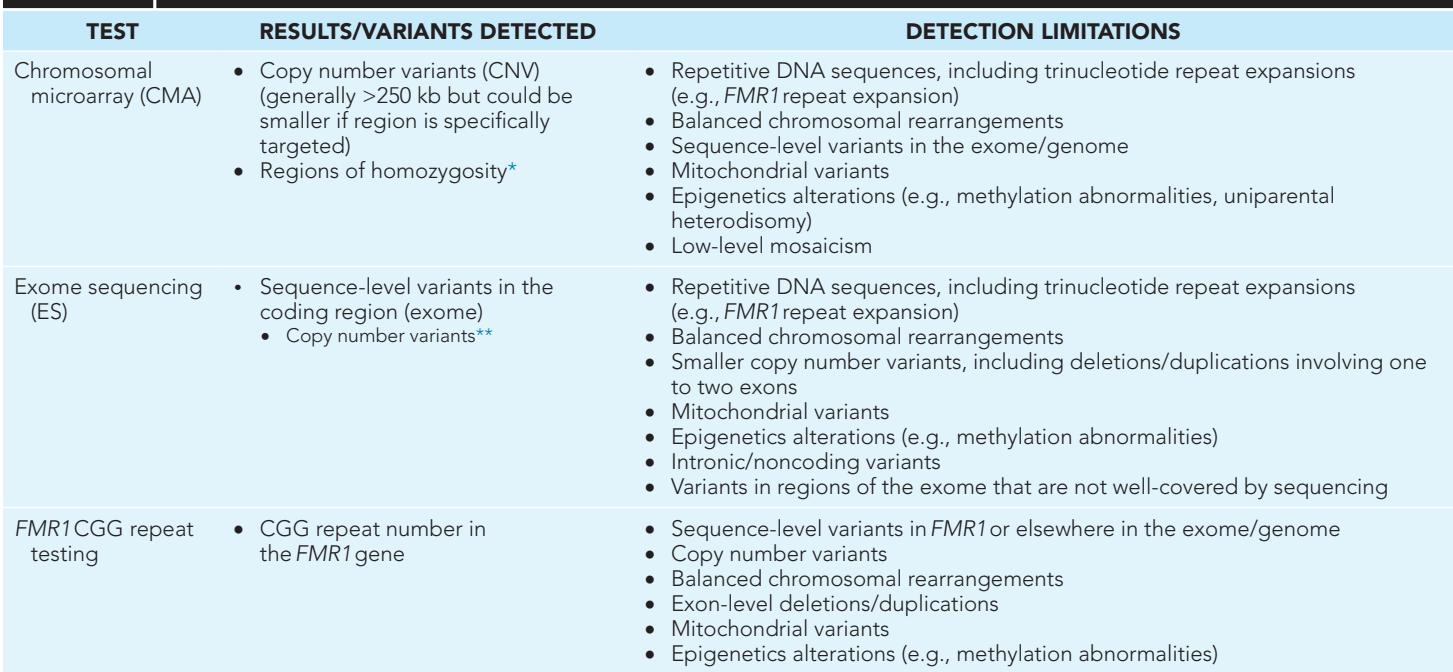 TEST
RESULTS/VARIANTS DETECTED
DETECTION LIMITATIONS
Chromosomal
microarray (CMA)
• Copy number variants (CNV)
(generally >250 kb but could be
smaller if region is specifically
targeted)
• Regions of homozygosity*
• Repetitive DNA sequences, including trinucleotide repeat expansions
(e.g., FMR1 repeat expansion)
• Balanced chromosomal rearrangements
• Sequence-level variants in the exome/genome
• Mitochondrial variants
• Epigenetics alterations (e.g., methylation abnormalities, uniparental
heterodisomy)
• Low-level mosaicism
Exome sequencing
(ES)
• Sequence-level variants in the
coding region (exome)
• Copy number variants**
• Repetitive DNA sequences, including trinucleotide repeat expansions
(e.g., FMR1 repeat expansion)
• Balanced chromosomal rearrangements
• Smaller copy number variants, including deletions/duplications involving one
to two exons
• Mitochondrial variants
• Epigenetics alterations (e.g., methylation abnormalities)
• Intronic/noncoding variants
• Variants in regions of the exome that are not well-covered by sequencing
FMR1 CGG repeat
testing
• CGG repeat number in
the FMR1 gene
• Sequence-level variants in FMR1 or elsewhere in the exome/genome
• Copy number variants
• Balanced chromosomal rearrangements
• Exon-level deletions/duplications
• Mitochondrial variants
• Epigenetics alterations (e.g., methylation abnormalities)